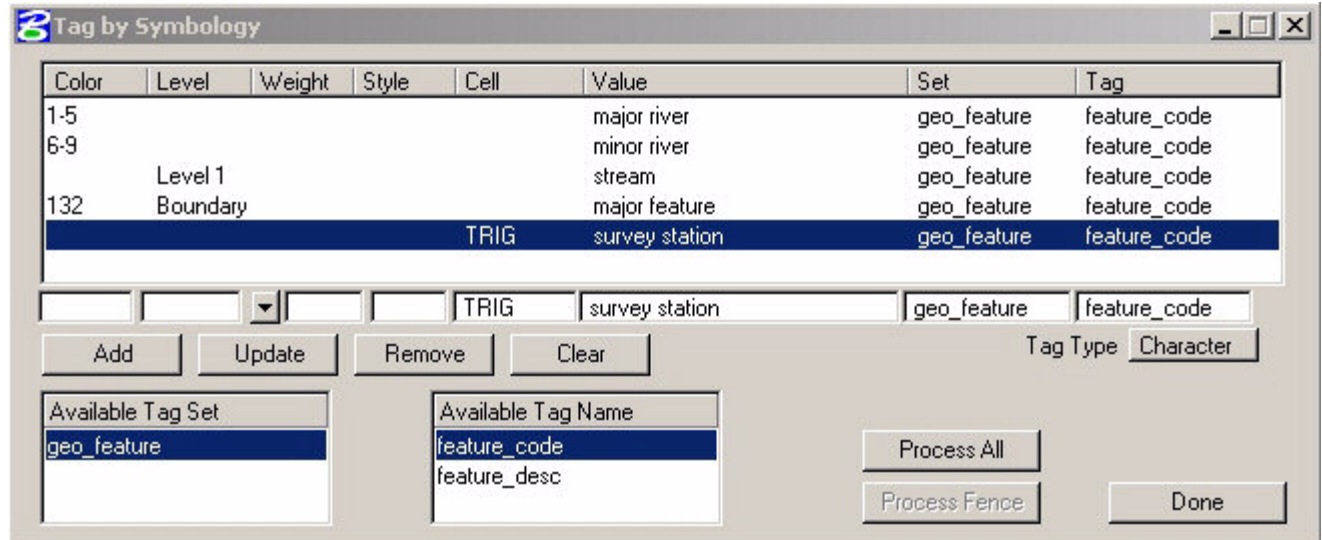 Tag by Symbology
Color Level Weight Style Cell Value Set Tag
1-5 major river geo_feature feature_code
6-9 minor river geo_feature feature_code
Level 1 stream geo_feature feature_code
132 Boundary major feature geo_feature feature_code
TRIG survey station geo_feature feature_code
TRIG survey station geo_feature feature_code
Add Update Remove Clear Tag Type Character
Available Tag Set Available Tag Name
geo_feature feature_code
feature_desc
Process All
Process Fence Done